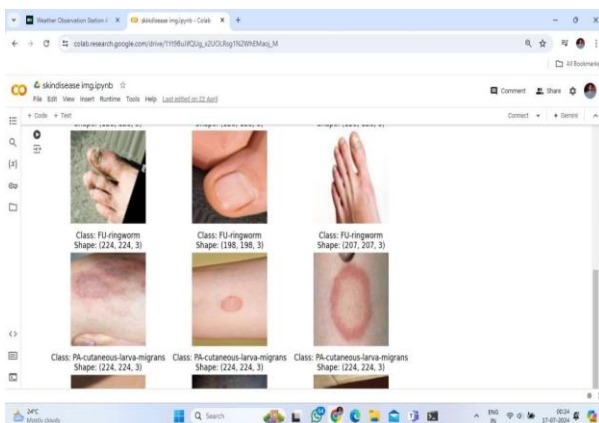 Weather Observation Station
skindisease img.ipynb - Colab
colab.research.google.com/drive/
All Bookmarks
skindisease img.ipynb
Comment Share
File Edit View Insert Runtime Tools Help Last edited on 22 April
+ Code + Text
Connect Gemini
Class: FU-ringworm Class: FU-ringworm Class: FU-ringworm
Shape: (224, 224, 3) Shape: (198, 198, 3) Shape: (207, 207, 3)
Class: PA-cutaneous-larva-migrans Class: PA-cutaneous-larva-migrans Class: PA-cutaneous-larva-migrans
Shape: (224, 224, 3) Shape: (224, 224, 3) Shape: (224, 224, 3)
24°C
Mostly cloudy
Search
ENG
IN
00:24
17-07-2024